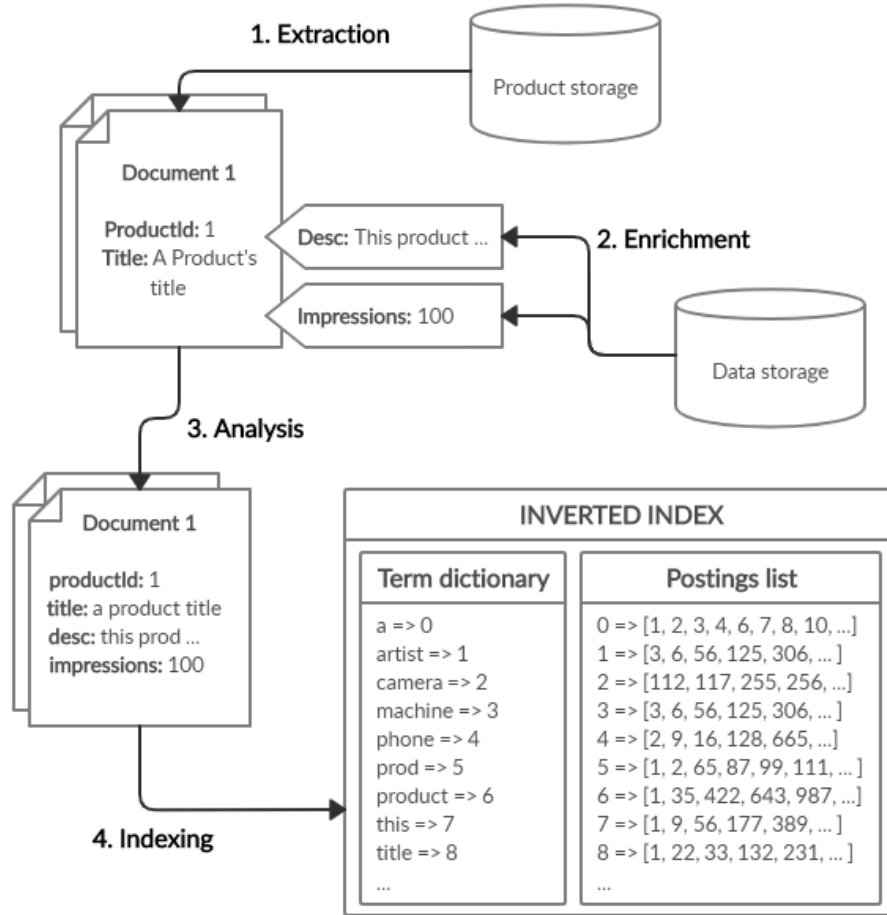 1. Extraction
Product storage
Document 1
ProductId: 1
Title: A Product's
title
Desc: This product ...
Impressions: 100
2. Enrichment
Data storage
3. Analysis
Document 1
productId: 1
title: a product title
desc: this prod ...
impressions: 100
4. Indexing
INVERTED INDEX
Term dictionary
a => 0
artist => 1
camera => 2
machine => 3
phone => 4
prod => 5
product => 6
this => 7
title => 8
...
Postings list
0 => [1, 2, 3, 4, 6, 7, 8, 10, ...]
1 => [3, 6, 56, 125, 306, ... ]
2 => [112, 117, 255, 256, ...]
3 => [3, 6, 56, 125, 306, ... ]
4 => [2, 9, 16, 128, 665, ...]
5 => [1, 2, 65, 87, 99, 111, ... ]
6 => [1, 35, 422, 643, 987, ...]
7 => [1, 9, 56, 177, 389, ... ]
8 => [1, 22, 33, 132, 231, ... ]
...